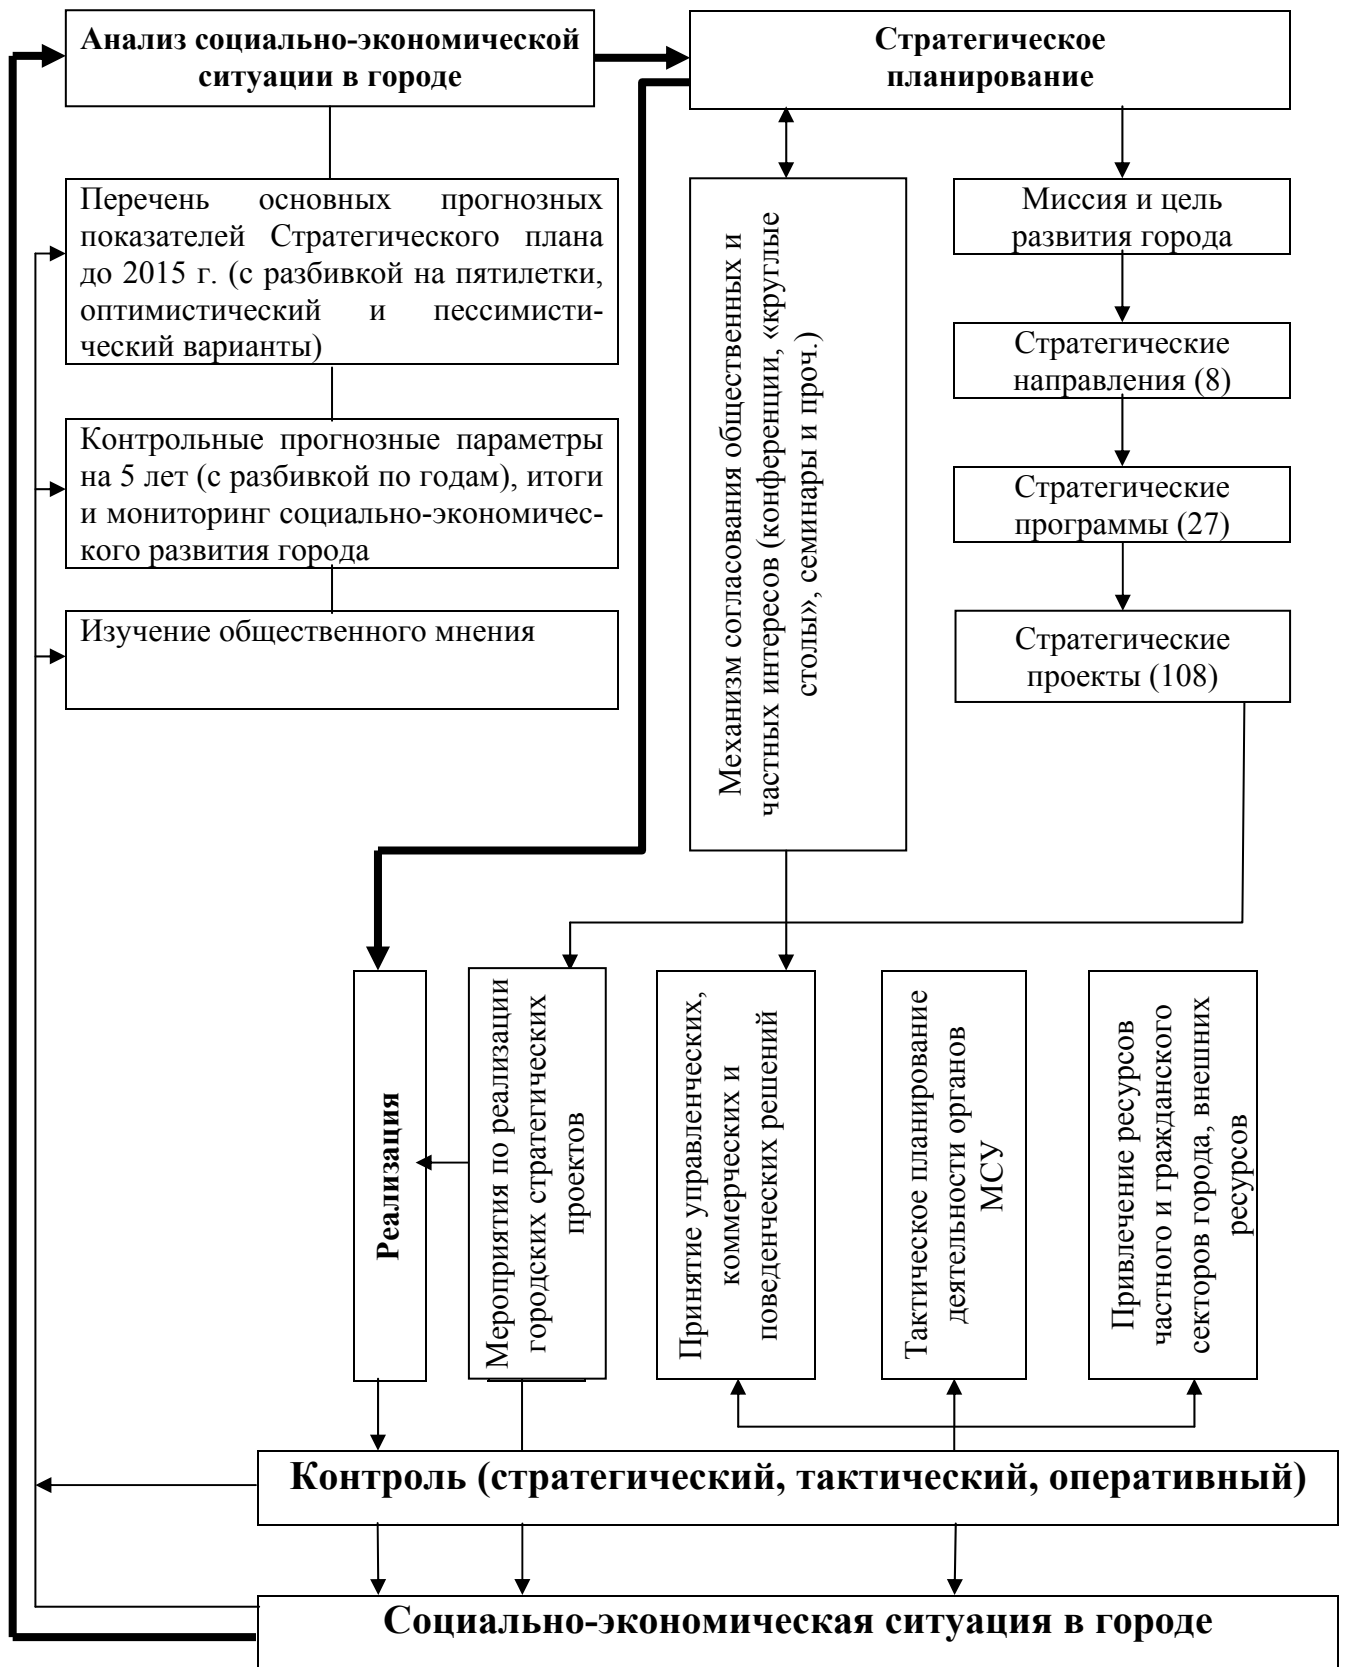 Анализ социально-экономической
ситуации в городе
Стратегическое
планирование
Перечень основных прогнозных
показателей Стратегического плана
до 2015 г. (с разбивкой на пятилетки,
оптимистический и пессимисти-
ческий варианты)
Контрольные прогнозные параметры
на 5 лет (с разбивкой по годам), итоги
и мониторинг социально-экономичес-
кого развития города
Изучение общественного мнения
Механизм согласования общественных и
частных интересов (конференции, «круглые
столы», семинары и проч.)
Миссия и цель
развития города
Стратегические
направления (8)
Стратегические
программы (27)
Стратегические
проекты (108)
Реализация
Мероприятия по реализации
городских стратегических
проектов
Принятие управленческих,
коммерческих и
поведенческих решений
Тактическое планирование
деятельности органов
МСУ
Привлечение ресурсов
частного и гражданского
секторов города, внешних
ресурсов
Контроль (стратегический, тактический, оперативный)
Социально-экономическая ситуация в городе